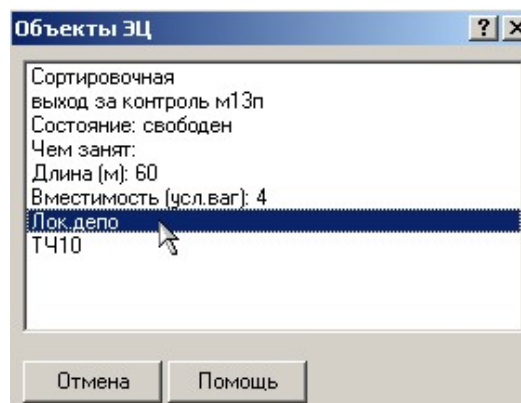 Объекты ЭЦ
Сортировочная
выход за контроль м13п
Состояние: свободен
Чем занят:
Длина (м): 60
Вместимость (усл.ваг): 4
Лок.депо
ТЧ10
Отмена
Помощь